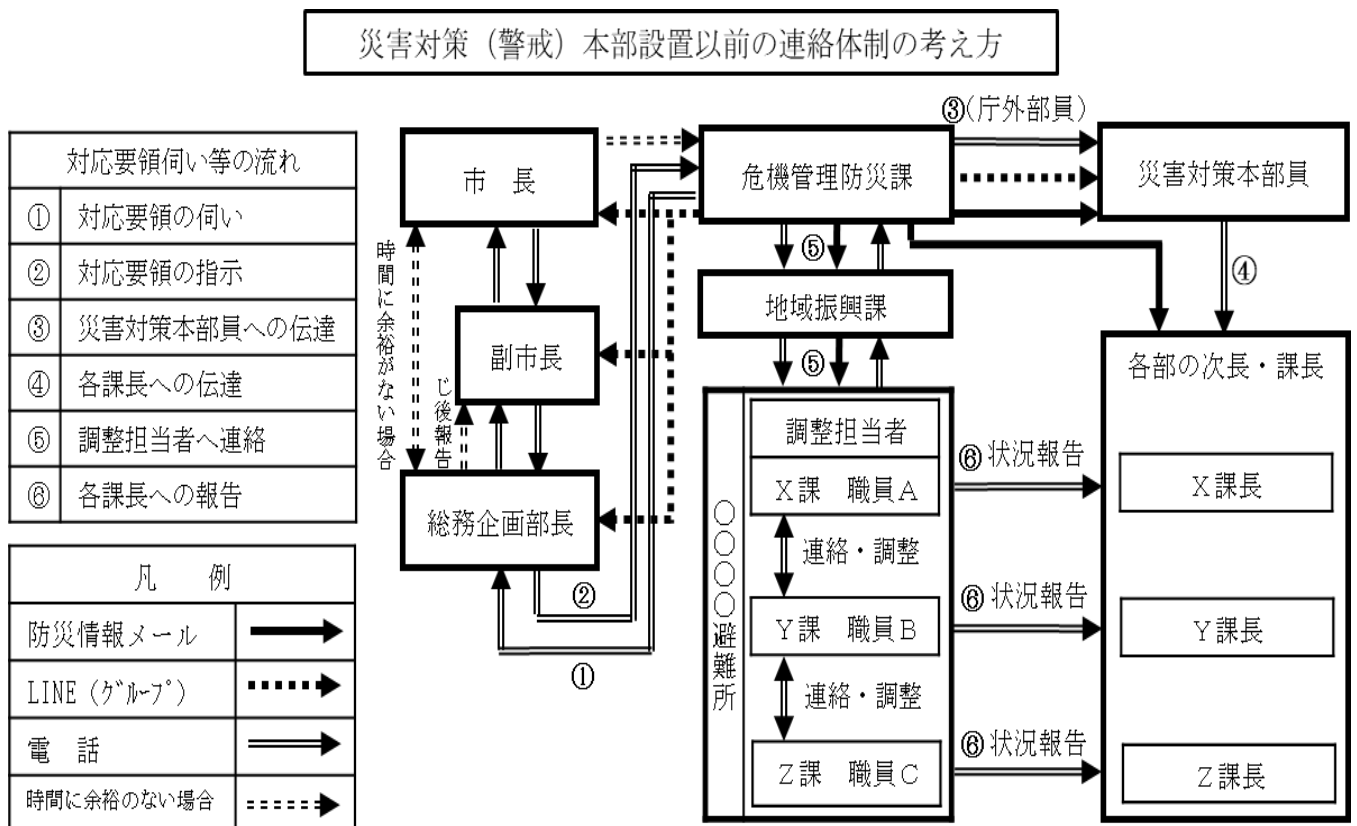 災害対策（警戒）本部設置以前の連絡体制の考え方
対応要領伺い等の流れ
① 対応要領の伺い
② 対応要領の指示
③ 災害対策本部員への伝達
④ 各課長への伝達
⑤ 調整担当者へ連絡
⑥ 各課長への報告
凡　例
防災情報メール
LINE（ｸﾞﾙｰﾌﾟ）
電　話
時間に余裕のない場合
市　長
時間に余裕がない場合
副市長
じ後報告
総務企画部長
②
①
危機管理防災課
③(庁外部員)
災害対策本部員
⑤
④
地域振興課
⑤
〇〇〇〇避難所
調整担当者
X課　職員A
連絡・調整
Y課　職員B
連絡・調整
Z課　職員C
⑥状況報告
⑥状況報告
⑥状況報告
各部の次長・課長
X課長
Y課長
Z課長